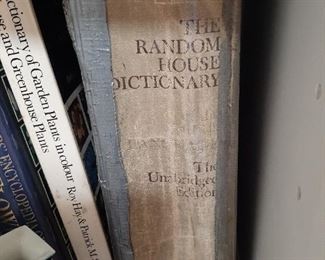 ctionary of Garden Plants in colour Roy Hay & Patrick M. S
se and Greenhouse Plants
ENCYCLOPEDIA
THE
RANDOM
HOUSE
DICTIONARY
The
Unabridged
Edition